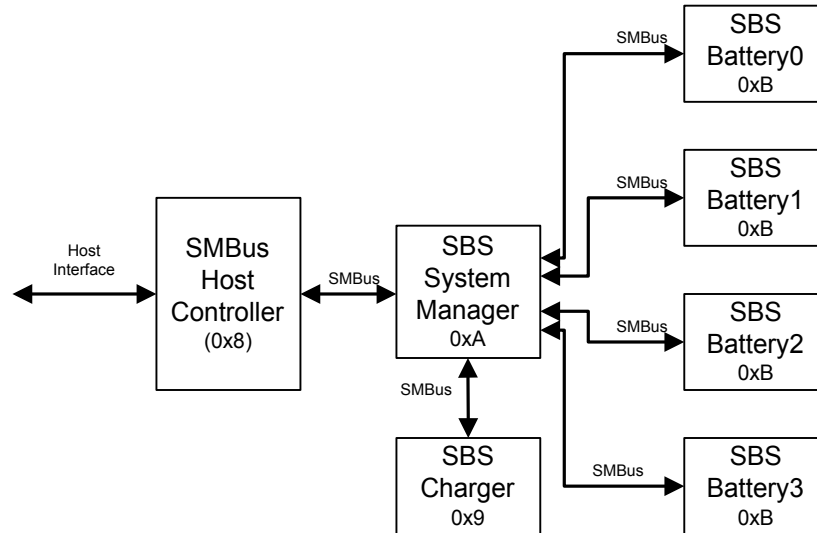 SBS
Battery0
0xB
SMBus
SBS
Battery1
0xB
SMBus
Host
Interface
SMBus
Host
Controller
(0x8)
SMBus
SBS
System
Manager
0xA
SMBus
SBS
Battery2
0xB
SMBus
SBS
Charger
0x9
SMBus
SBS
Battery3
0xB